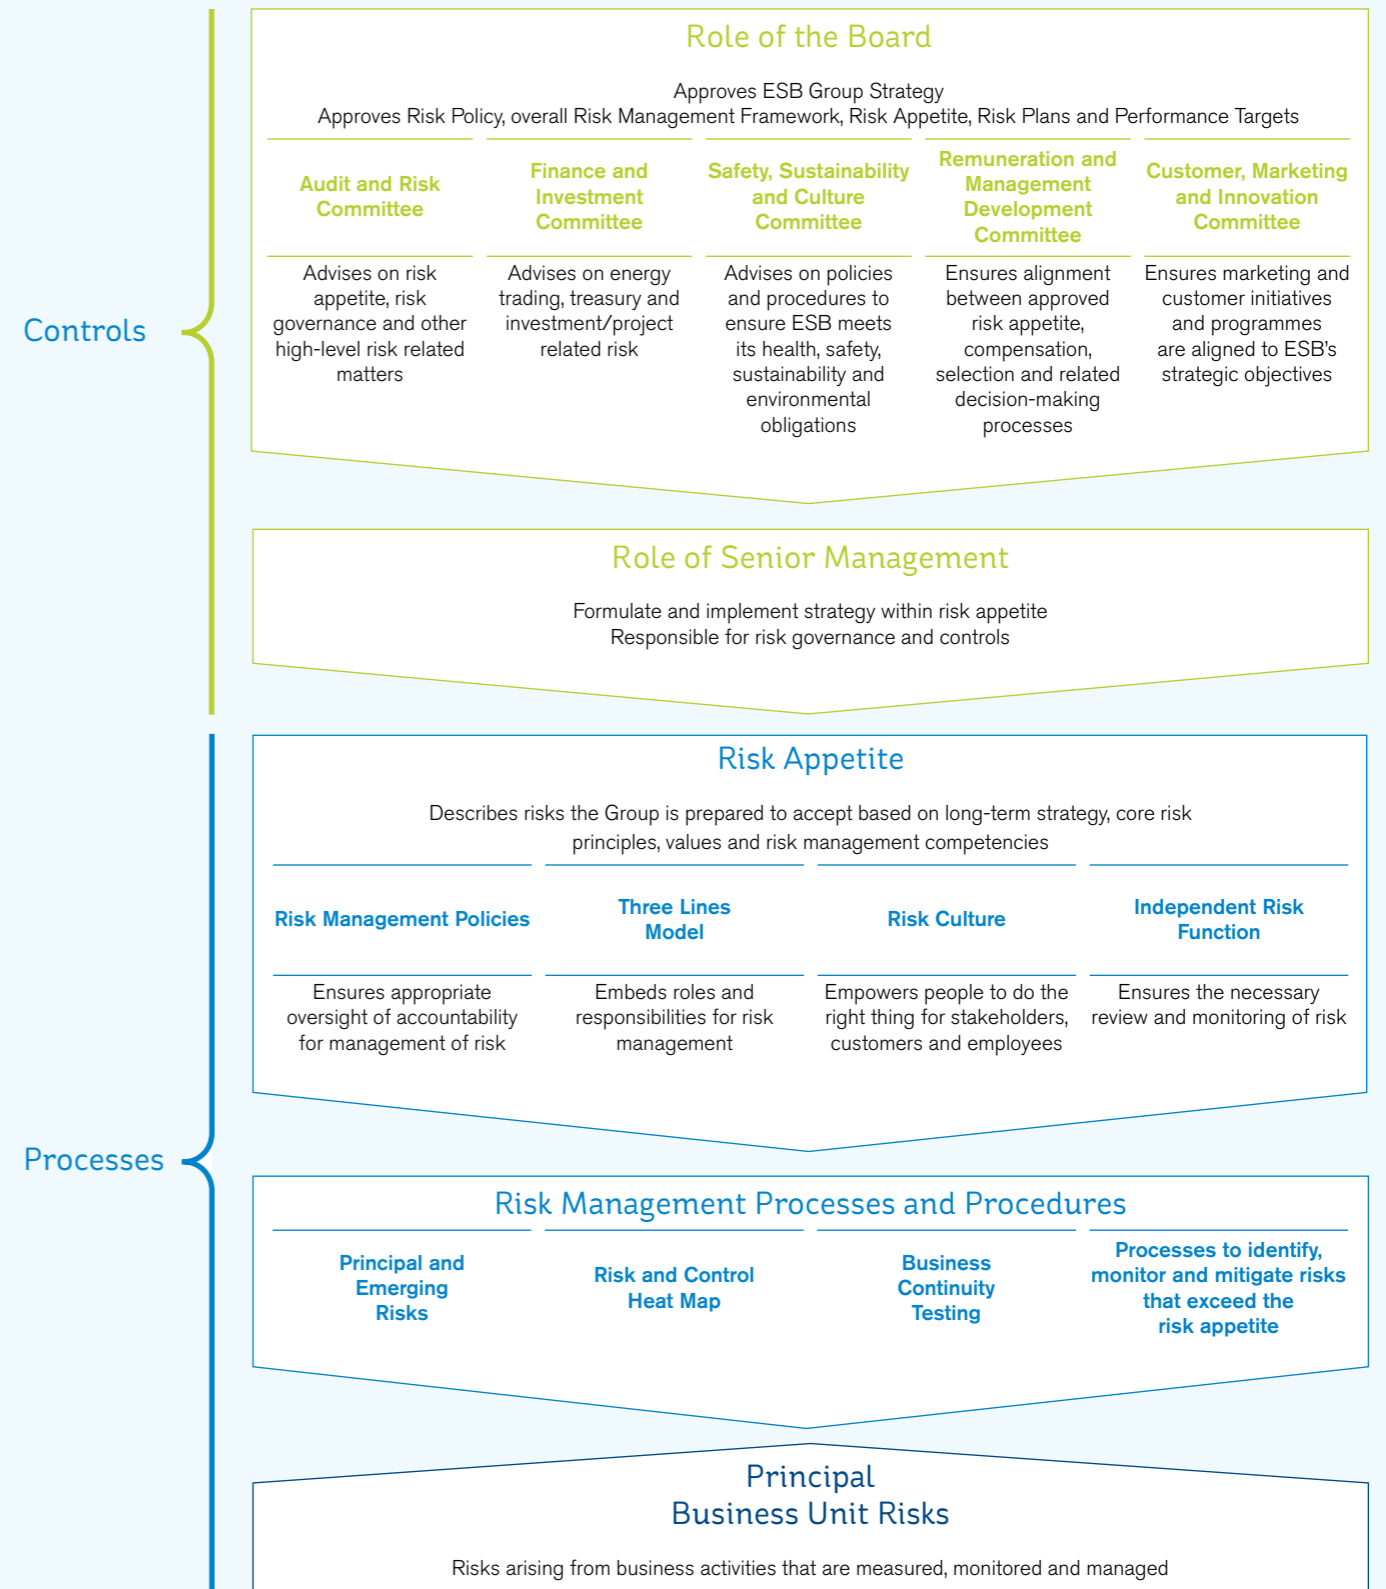 Role of the Board
Approves ESB Group Strategy
Approves Risk Policy, overall Risk Management Framework, Risk Appetite, Risk Plans and Performance Targets
Audit and Risk
Committee
Advises on risk
appetite, risk
governance and other
high-level risk related
matters
Finance and
Investment
Committee
Advises on energy
trading, treasury and
investment/project
related risk
Safety, Sustainability
and Culture
Committee
Advises on policies
and procedures to
ensure ESB meets
its health, safety,
sustainability and
environmental
obligations
Remuneration and
Management
Development
Committee
Ensures alignment
between approved
risk appetite,
compensation,
selection and related
decision-making
processes
Customer, Marketing
and Innovation
Committee
Ensures marketing and
customer initiatives
and programmes
are aligned to ESB's
strategic objectives
Controls
Role of Senior Management
Formulate and implement strategy within risk appetite
Responsible for risk governance and controls
Risk Appetite
Describes risks the Group is prepared to accept based on long-term strategy, core risk
principles, values and risk management competencies
Risk Management Policies
Ensures appropriate
oversight of accountability
for management of risk
Three Lines
Model
Embeds roles and
responsibilities for risk
management
Risk Culture
Empowers people to do the
right thing for stakeholders,
customers and employees
Independent Risk
Function
Ensures the necessary
review and monitoring of risk
Processes
Risk Management Processes and Procedures
Principal and
Emerging
Risks
Risk and Control
Heat Map
Business
Continuity
Testing
Processes to identify,
monitor and mitigate risks
that exceed the
risk appetite
Principal
Business Unit Risks
Risks arising from business activities that are measured, monitored and managed